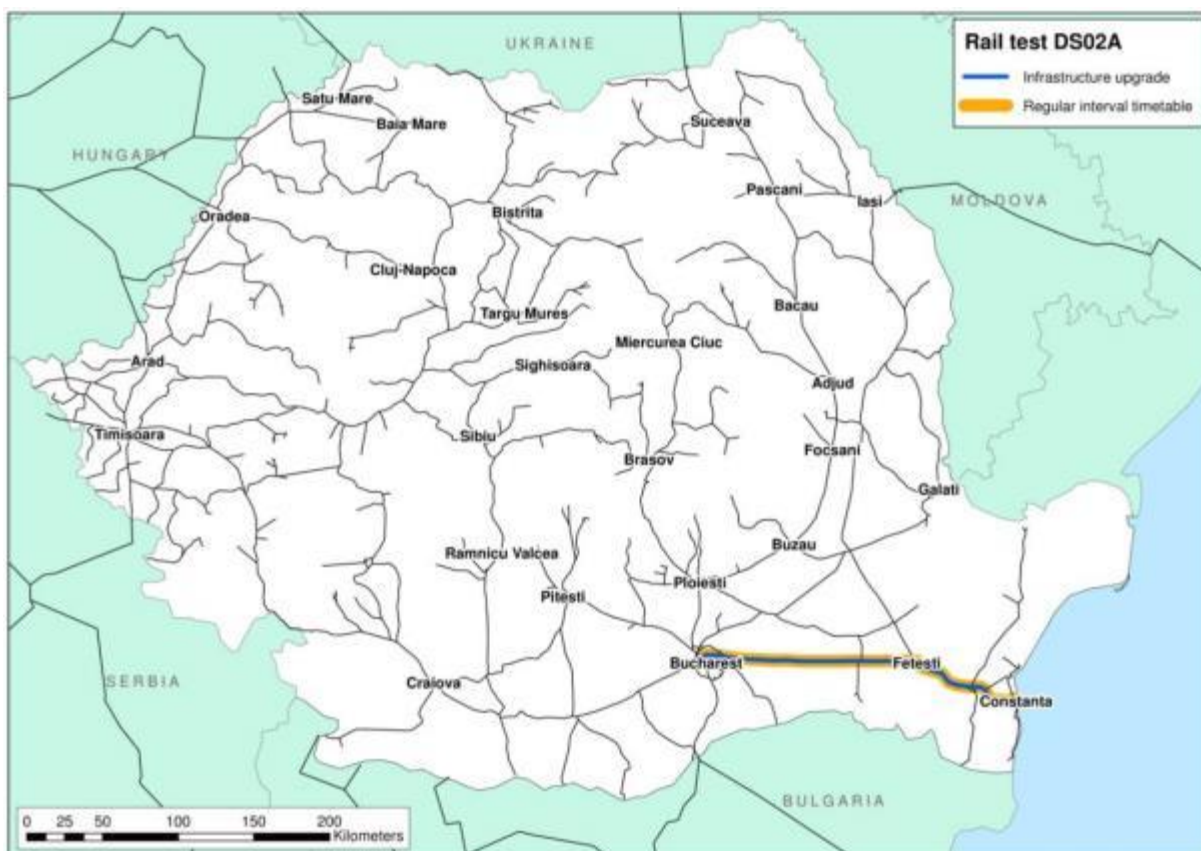 UKRAINE
Rail test DS02A
Infrastructure upgrade
Regular interval timetable
Satu Mare
Baia Mare
Suceava
HUNGARY
Pascani
Iasi
MOLDOVA
Oradea
Bistrita
Cluj-Napoca
Targu Mures
Bacau
Miercurea Ciuc
Arad
Sighisoara
Adjud
Timisoara
Sibiu
Brasov
Focsani
Galati
Ramnicu Valcea
Buzau
Ploiesti
Pitesti
Bucharest
Fetesti
SERBIA
Craiova
Constanta
BULGARIA
0 25 50 100 150 200
Kilometers